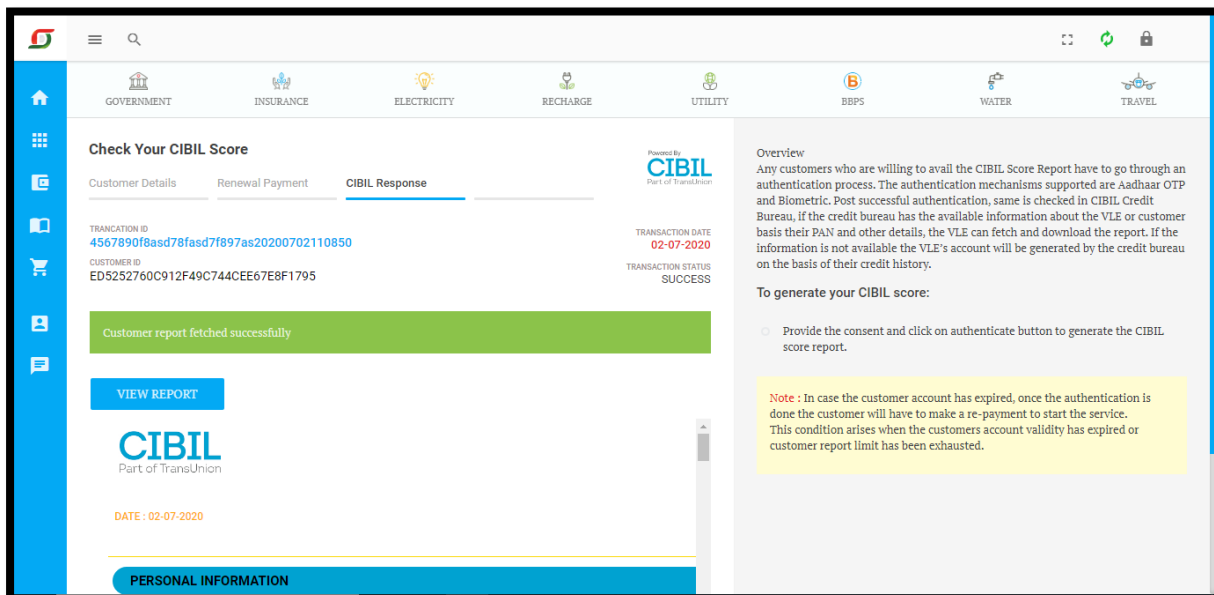 GOVERNMENT
INSURANCE
ELECTRICITY
RECHARGE
UTILITY
BBPS
WATER
TRAVEL
Check Your CIBIL Score
Powered By
CIBIL
Part of TransUnion
Customer Details
Renewal Payment
CIBIL Response
TRANCATION ID
4567890f8asd78fasd7f897as20200702110850
TRANSACTION DATE
02-07-2020
CUSTOMER ID
ED5252760C912F49C744CEE67E8F1795
TRANSACTION STATUS
SUCCESS
Customer report fetched successfully
VIEW REPORT
CIBIL
Part of TransUnion
DATE : 02-07-2020
PERSONAL INFORMATION
Overview
Any customers who are willing to avail the CIBIL Score Report have to go through an
authentication process. The authentication mechanisms supported are Aadhaar OTP
and Biometric. Post successful authentication, same is checked in CIBIL Credit
Bureau, if the credit bureau has the available information about the VLE or customer
basis their PAN and other details, the VLE can fetch and download the report. If the
information is not available the VLE's account will be generated by the credit bureau
on the basis of their credit history.
To generate your CIBIL score:
Provide the consent and click on authenticate button to generate the CIBIL
score report.
Note : In case the customer account has expired, once the authentication is
done the customer will have to make a re-payment to start the service.
This condition arises when the customers account validity has expired or
customer report limit has been exhausted.